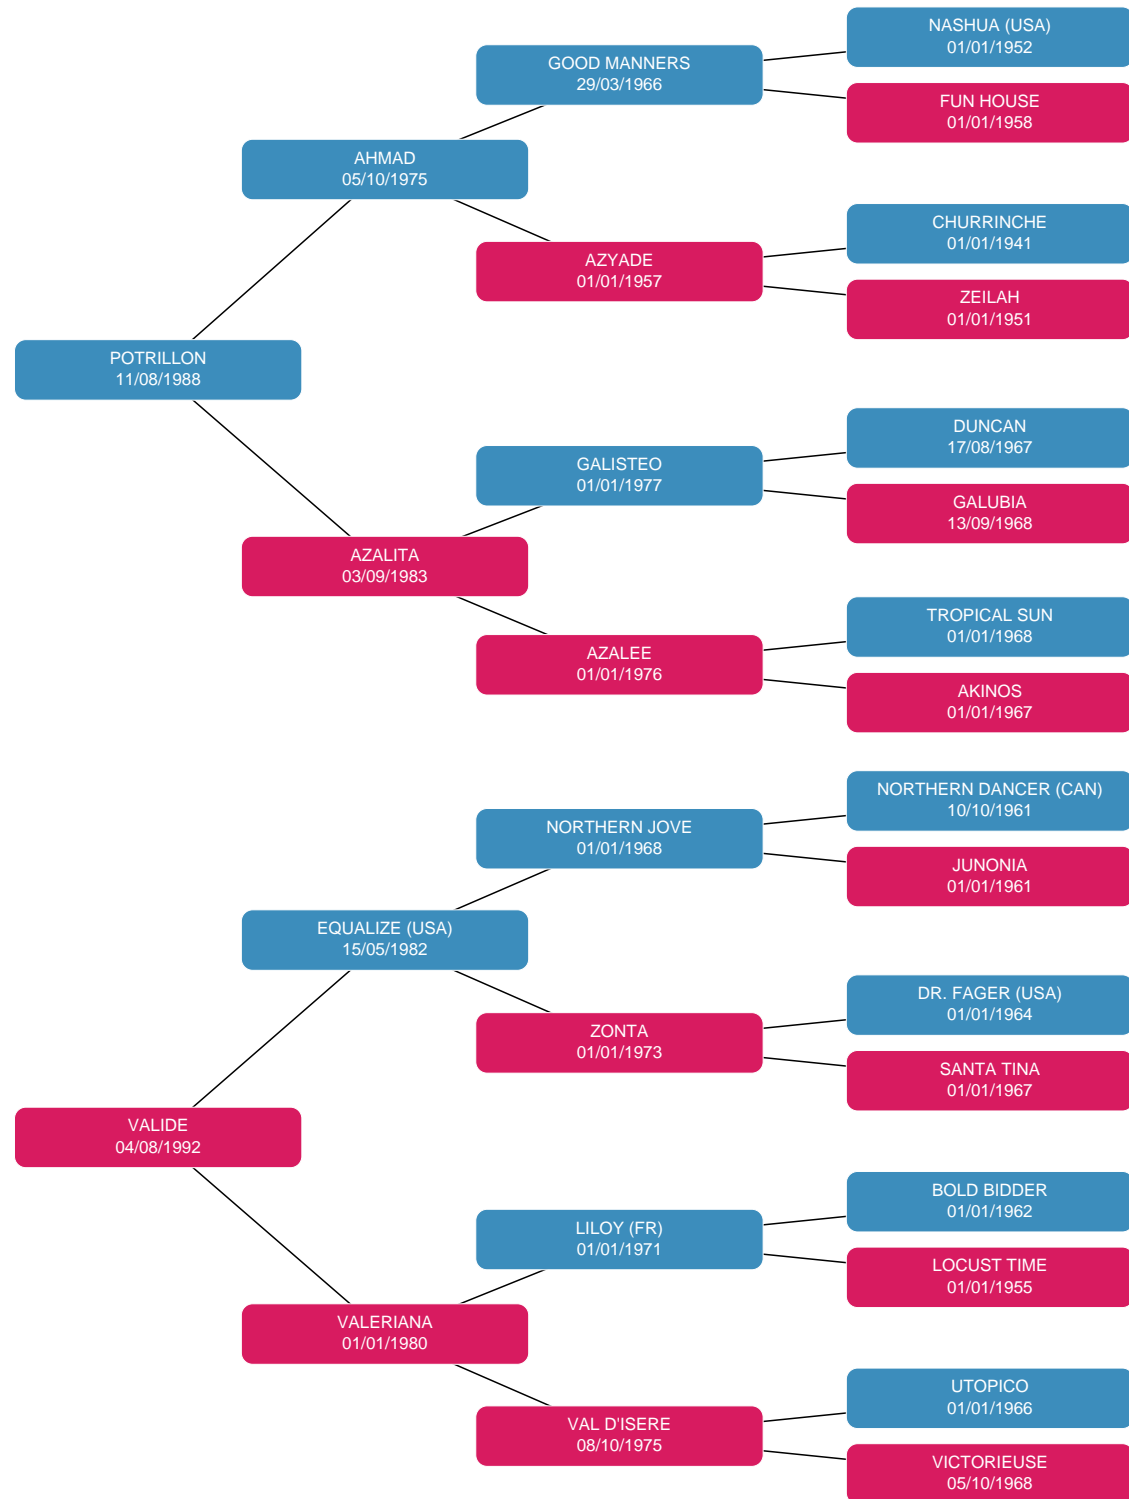 NASHUA (USA)
01/01/1952
GOOD MANNERS
29/03/1966
FUN HOUSE
01/01/1958
AHMAD
05/10/1975
CHURRINCHE
01/01/1941
AZYADE
01/01/1957
ZEILAH
01/01/1951
POTRILLON
11/08/1988
DUNCAN
17/08/1967
GALISTEO
01/01/1977
GALUBIA
13/09/1968
AZALITA
03/09/1983
TROPICAL SUN
01/01/1968
AZALEE
01/01/1976
AKINOS
01/01/1967
NORTHERN DANCER (CAN)
10/10/1961
NORTHERN JOVE
01/01/1968
JUNONIA
01/01/1961
EQUALIZE (USA)
15/05/1982
DR. FAGER (USA)
01/01/1964
ZONTA
01/01/1973
SANTA TINA
01/01/1967
VALIDE
04/08/1992
BOLD BIDDER
01/01/1962
LILOY (FR)
01/01/1971
LOCUST TIME
01/01/1955
VALERIANA
01/01/1980
UTOPICO
01/01/1966
VAL D'ISERE
08/10/1975
VICTORIEUSE
05/10/1968